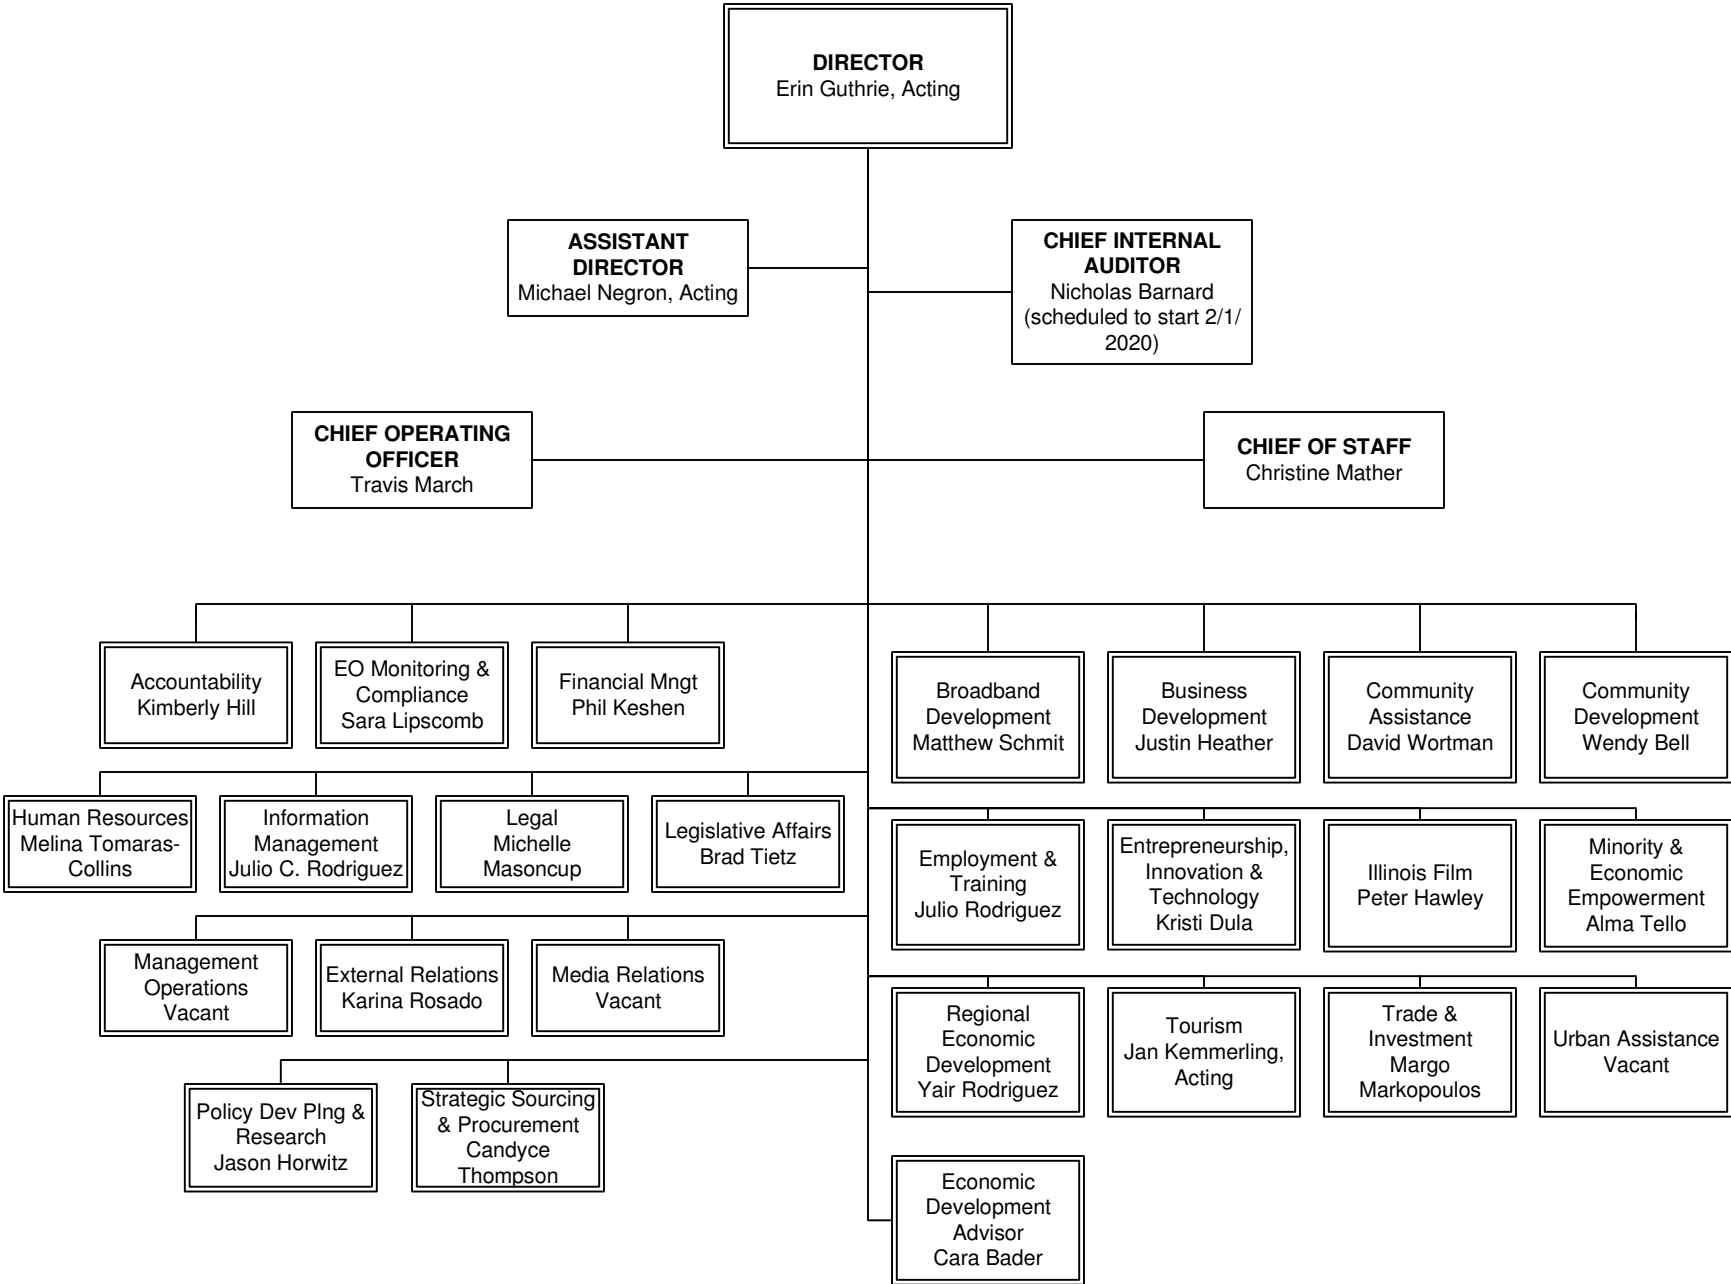 DIRECTOR
Erin Guthrie, Acting
ASSISTANT
DIRECTOR
Michael Negron, Acting
CHIEF INTERNAL
AUDITOR
Nicholas Barnard
(scheduled to start 2/1/
2020)
CHIEF OPERATING
OFFICER
Travis March
CHIEF OF STAFF
Christine Mather
Accountability
Kimberly Hill
EO Monitoring &
Compliance
Sara Lipscomb
Financial Mngt
Phil Keshen
Broadband
Development
Matthew Schmit
Business
Development
Justin Heather
Community
Assistance
David Wortman
Community
Development
Wendy Bell
Human Resources
Melina Tomaras-
Collins
Information
Management
Julio C. Rodriguez
Legal
Michelle
Masoncup
Legislative Affairs
Brad Tietz
Employment &
Training
Julio Rodriguez
Entrepreneurship,
Innovation &
Technology
Kristi Dula
Illinois Film
Peter Hawley
Minority &
Economic
Empowerment
Alma Tello
Management
Operations
Vacant
External Relations
Karina Rosado
Media Relations
Vacant
Regional
Economic
Development
Yair Rodriguez
Tourism
Jan Kemmerling,
Acting
Trade &
Investment
Margo
Markopoulos
Urban Assistance
Vacant
Policy Dev Plng &
Research
Jason Horwitz
Strategic Sourcing
& Procurement
Candyce
Thompson
Economic
Development
Advisor
Cara Bader